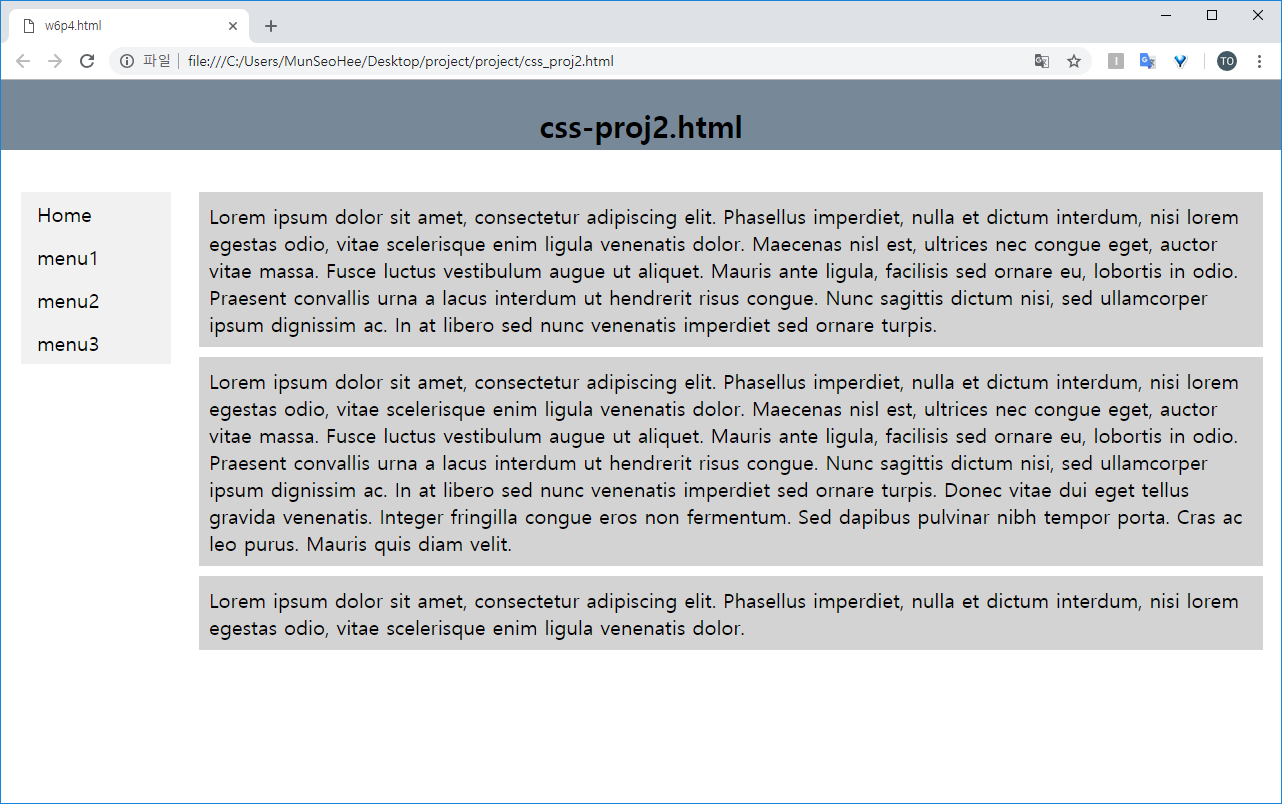 w6p4.html
파일 file:///C:/Users/MunSeoHee/Desktop/project/project/css_proj2.html
TO
css-proj2.html
Home
menu1
menu2
menu3
Lorem ipsum dolor sit amet, consectetur adipiscing elit. Phasellus imperdiet, nulla et dictum interdum, nisi lorem
egestas odio, vitae scelerisque enim ligula venenatis dolor. Maecenas nisl est, ultrices nec congue eget, auctor
vitae massa. Fusce luctus vestibulum augue ut aliquet. Mauris ante ligula, facilisis sed ornare eu, lobortis in odio.
Praesent convallis urna a lacus interdum ut hendrerit risus congue. Nunc sagittis dictum nisi, sed ullamcorper
ipsum dignissim ac. In at libero sed nunc venenatis imperdiet sed ornare turpis.
Lorem ipsum dolor sit amet, consectetur adipiscing elit. Phasellus imperdiet, nulla et dictum interdum, nisi lorem
egestas odio, vitae scelerisque enim ligula venenatis dolor. Maecenas nisl est, ultrices nec congue eget, auctor
vitae massa. Fusce luctus vestibulum augue ut aliquet. Mauris ante ligula, facilisis sed ornare eu, lobortis in odio.
Praesent convallis urna a lacus interdum ut hendrerit risus congue. Nunc sagittis dictum nisi, sed ullamcorper
ipsum dignissim ac. In at libero sed nunc venenatis imperdiet sed ornare turpis. Donec vitae dui eget tellus
gravida venenatis. Integer fringilla congue eros non fermentum. Sed dapibus pulvinar nibh tempor porta. Cras ac
leo purus. Mauris quis diam velit.
Lorem ipsum dolor sit amet, consectetur adipiscing elit. Phasellus imperdiet, nulla et dictum interdum, nisi lorem
egestas odio, vitae scelerisque enim ligula venenatis dolor.